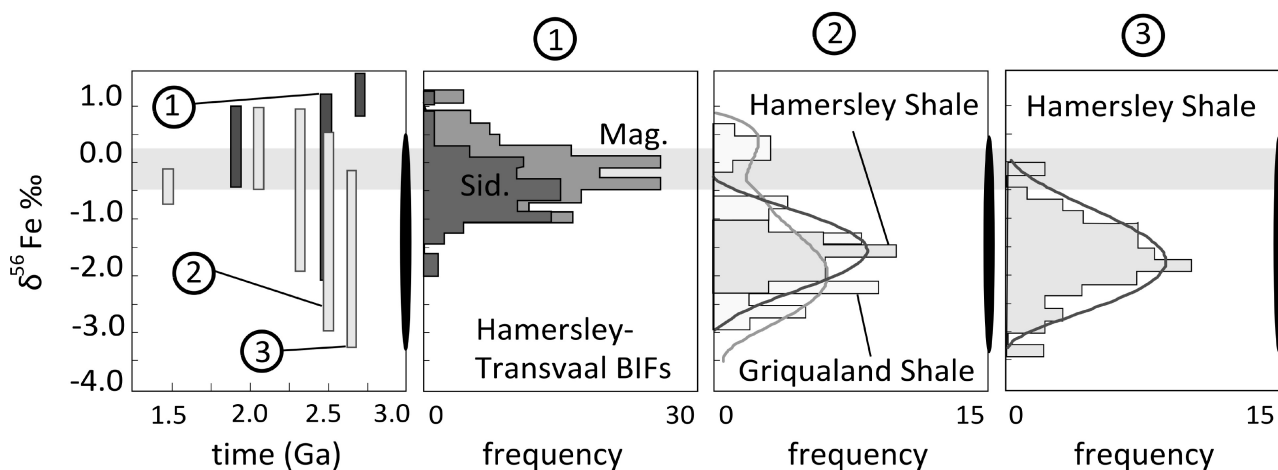 ①
②
③
δ⁵⁶Fe ‰
1.0
0.0
-1.0
-2.0
-3.0
-4.0
①
②
③
1.5 2.0 2.5 3.0
time (Ga)
Mag.
Sid.
Hamersley-
Transvaal BIFs
0 30
frequency
Hamersley Shale
Griqualand Shale
0 15
frequency
Hamersley Shale
0 15
frequency